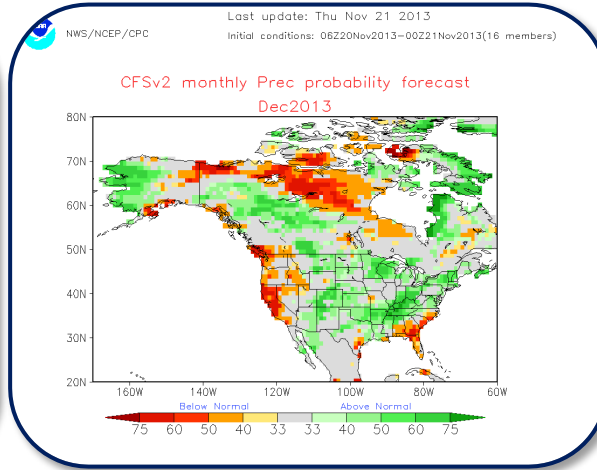 Last update: Thu Nov 21 2013
NWS/NCEP/CPC
Initial conditions: 06Z20Nov2013-00Z21Nov2013(16 members)
CFSv2 monthly Prec probability forecast
Dec2013
80N
70N
60N
50N
40N
30N
20N
160W 140W 120W 100W 80W 60W
Below Normal Above Normal
75 60 50 40 33 33 40 50 60 75